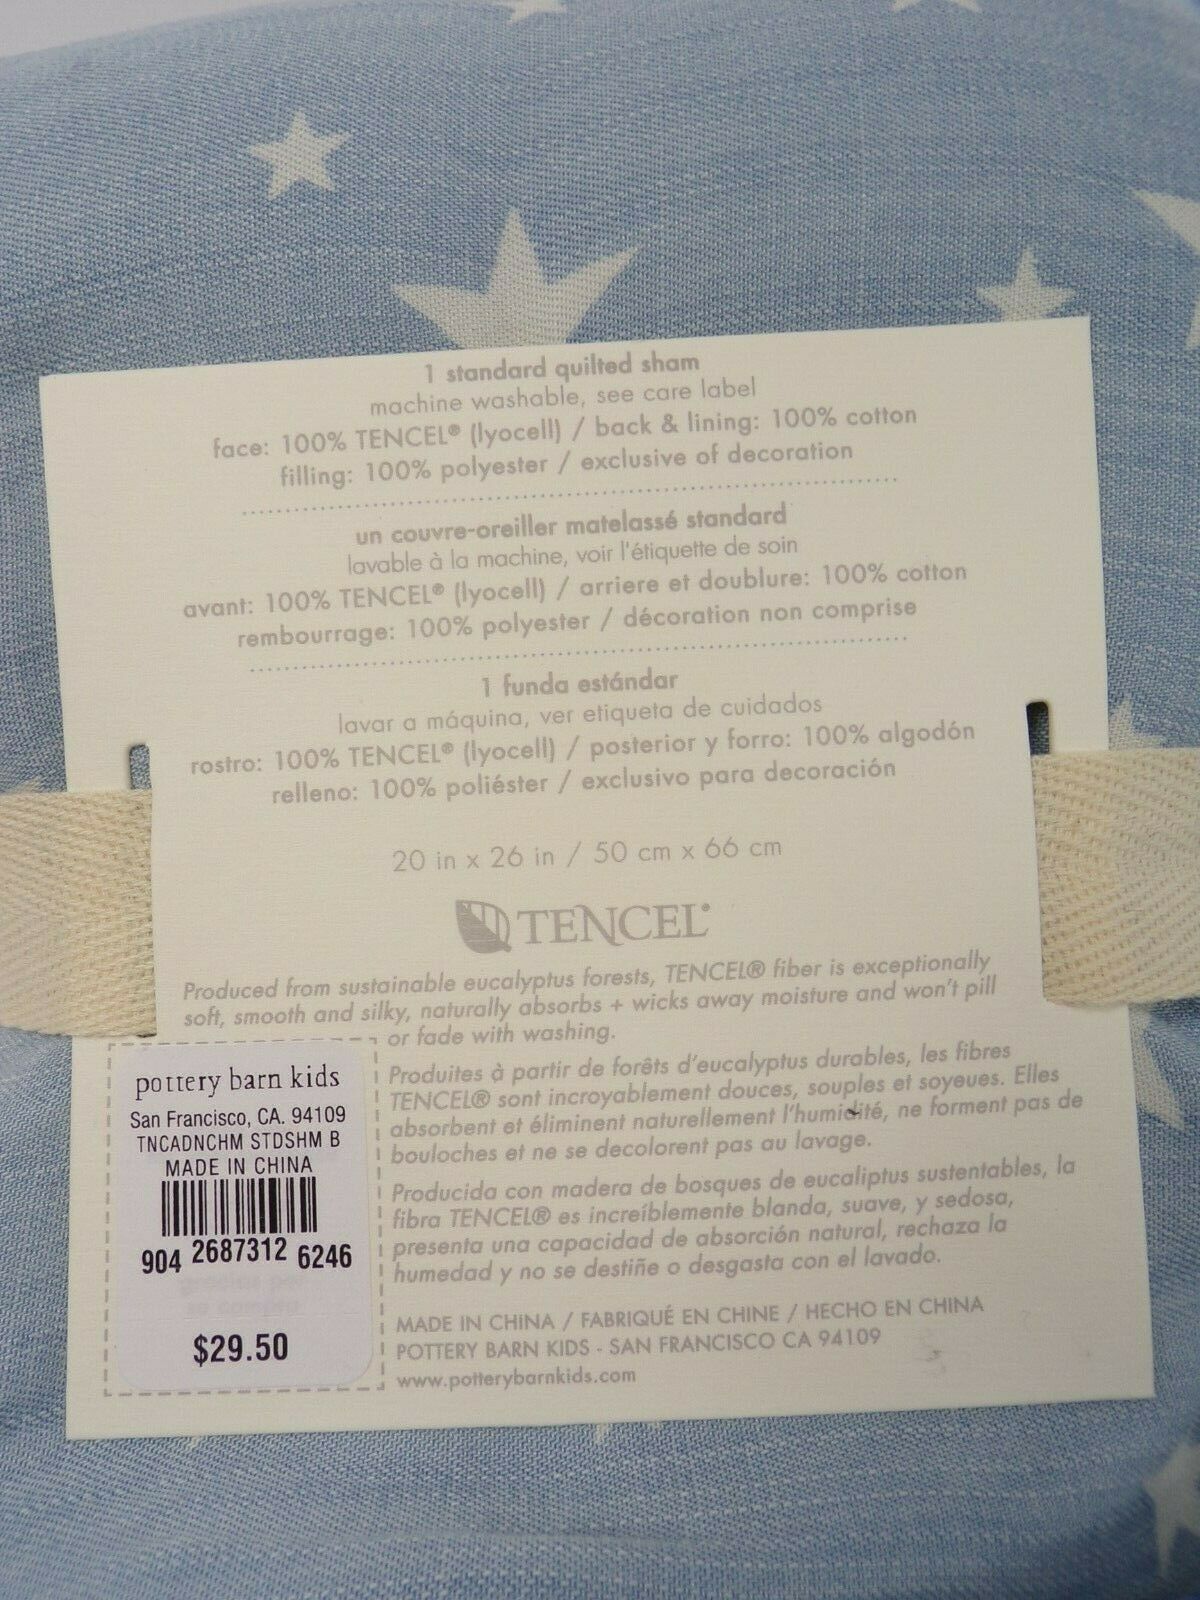 1 standard quilted sham
machine washable, see care label
face: 100% TENCEL® (lyocell) / back & lining: 100% cotton
filling: 100% polyester / exclusive of decoration
un couvre-oreiller matelassé standard
lavable à la machine, voir l'étiquette de soin
avant: 100% TENCEL® (lyocell) / arriere et doublure: 100% cotton
rembourrage: 100% polyester / décoration non comprise
1 funda estándar
lavar a máquina, ver etiqueta de cuidados
rostro: 100% TENCEL® (lyocell) / posterior y forro: 100% algodón
relleno: 100% poliéster / exclusivo para decoración
20 in x 26 in / 50 cm x 66 cm
TENCEL®
Produced from sustainable eucalyptus forests, TENCEL® fiber is exceptionally
soft, smooth and silky, naturally absorbs + wicks away moisture and won't pill
or fade with washing.
Produites à partir de forêts d'eucalyptus durables, les fibres
TENCEL® sont incroyablement douces, souples et soyeues. Elles
absorbent et éliminent naturellement l'humidité, ne forment pas de
bouloches et ne se decolorent pas au lavage.
Producida con madera de bosques de eucaliptus sustentables, la
fibra TENCEL® es increíblemente blanda, suave, y sedosa,
presenta una capacidad de absorción natural, rechaza la
humedad y no se destiñe o desgasta con el lavado.
MADE IN CHINA / FABRIQUÉ EN CHINE / HECHO EN CHINA
POTTERY BARN KIDS - SAN FRANCISCO CA 94109
www.potterybarnkids.com
pottery barn kids
San Francisco, CA. 94109
TNCADNCHM STDSHM B
MADE IN CHINA
904 2687312 6246
gracias por
su compra
$29.50